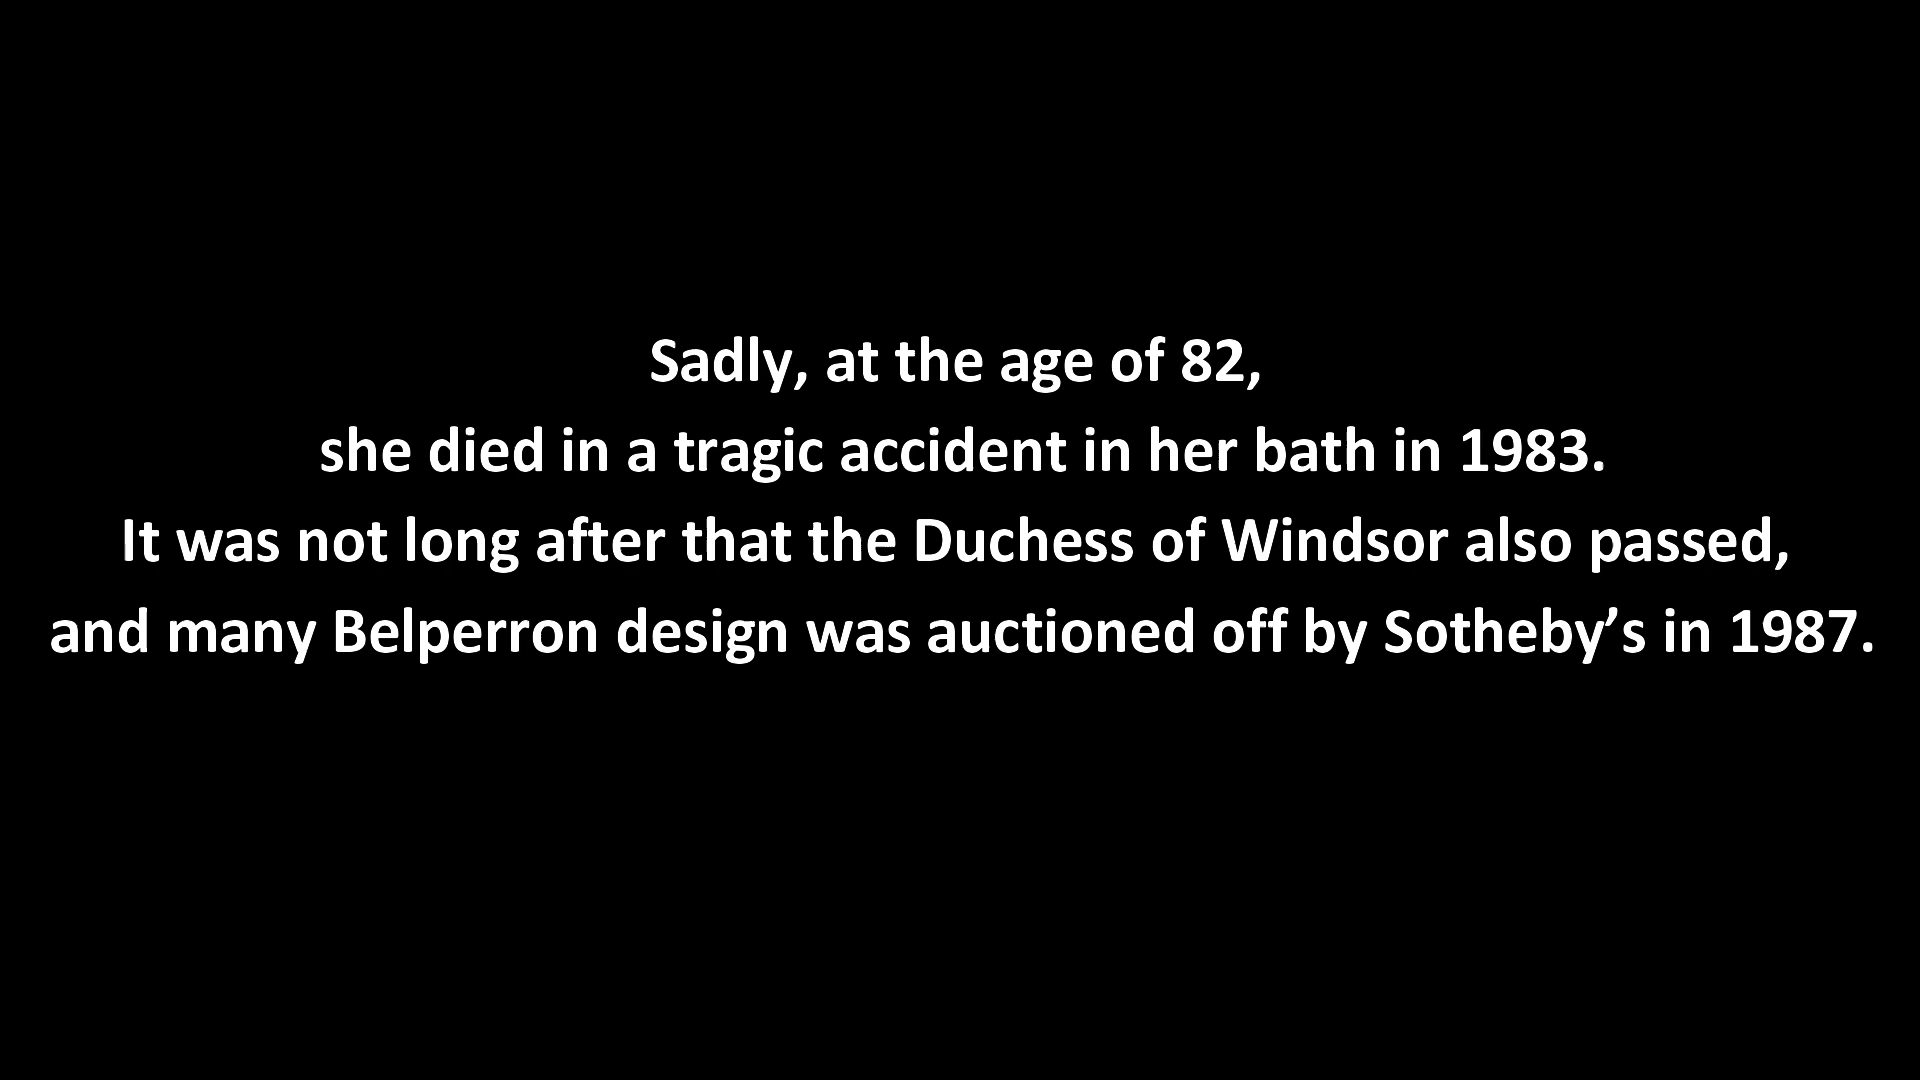 Sadly, at the age of 82,
she died in a tragic accident in her bath in 1983.
It was not long after that the Duchess of Windsor also passed,
and many Belperron design was auctioned off by Sotheby’s in 1987.